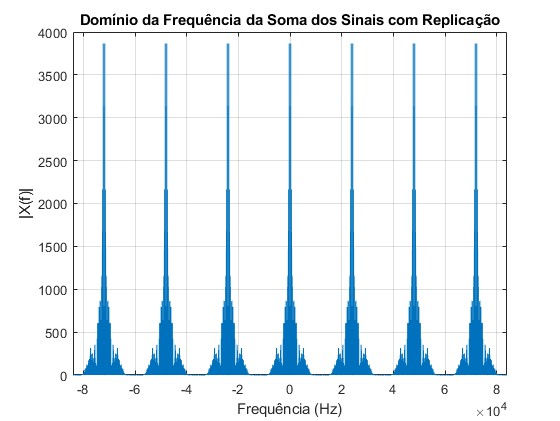 Domínio da Frequência da Soma dos Sinais com Replicação
4000
3500
3000
2500
2000
1500
1000
500
0
|X(f)|
-8 -6 -4 -2 0 2 4 6 8
Frequência (Hz)
×10^4